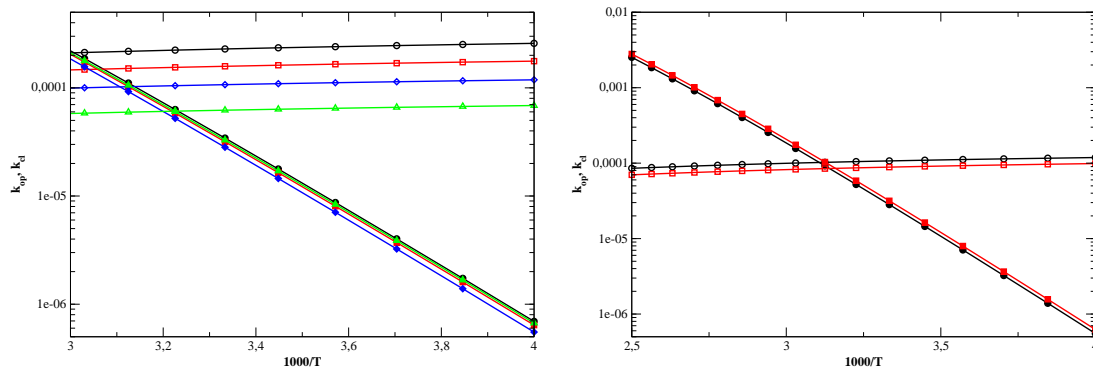 0,0001
1e-05
1e-06
k_op, k_cl
3
3,2
3,4
3,6
3,8
4
1000/T
0,01
0,001
0,0001
1e-05
1e-06
k_op, k_cl
2,5
3
3,5
4
1000/T